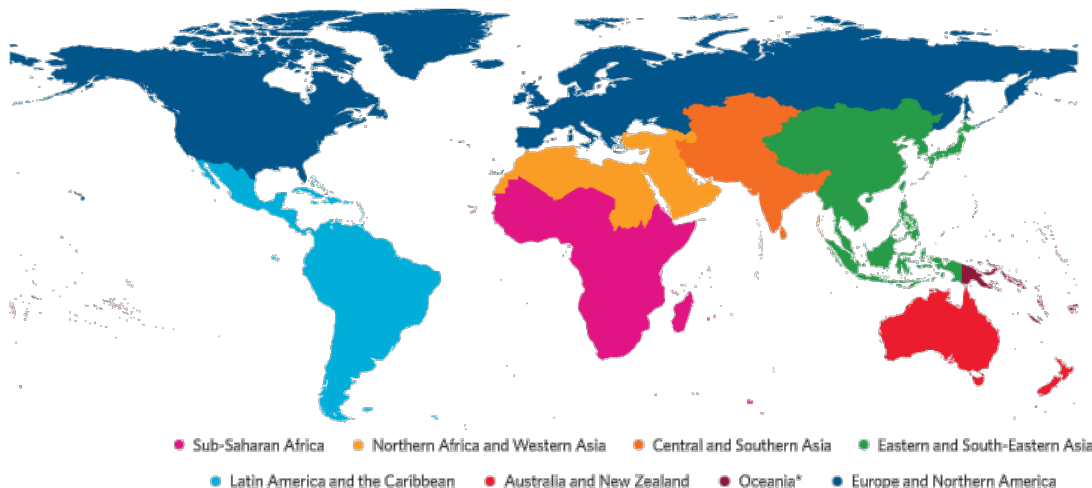 Sub-Saharan Africa Northern Africa and Western Asia Central and Southern Asia Eastern and South-Eastern Asia
Latin America and the Caribbean Australia and New Zealand Oceania* Europe and Northern America